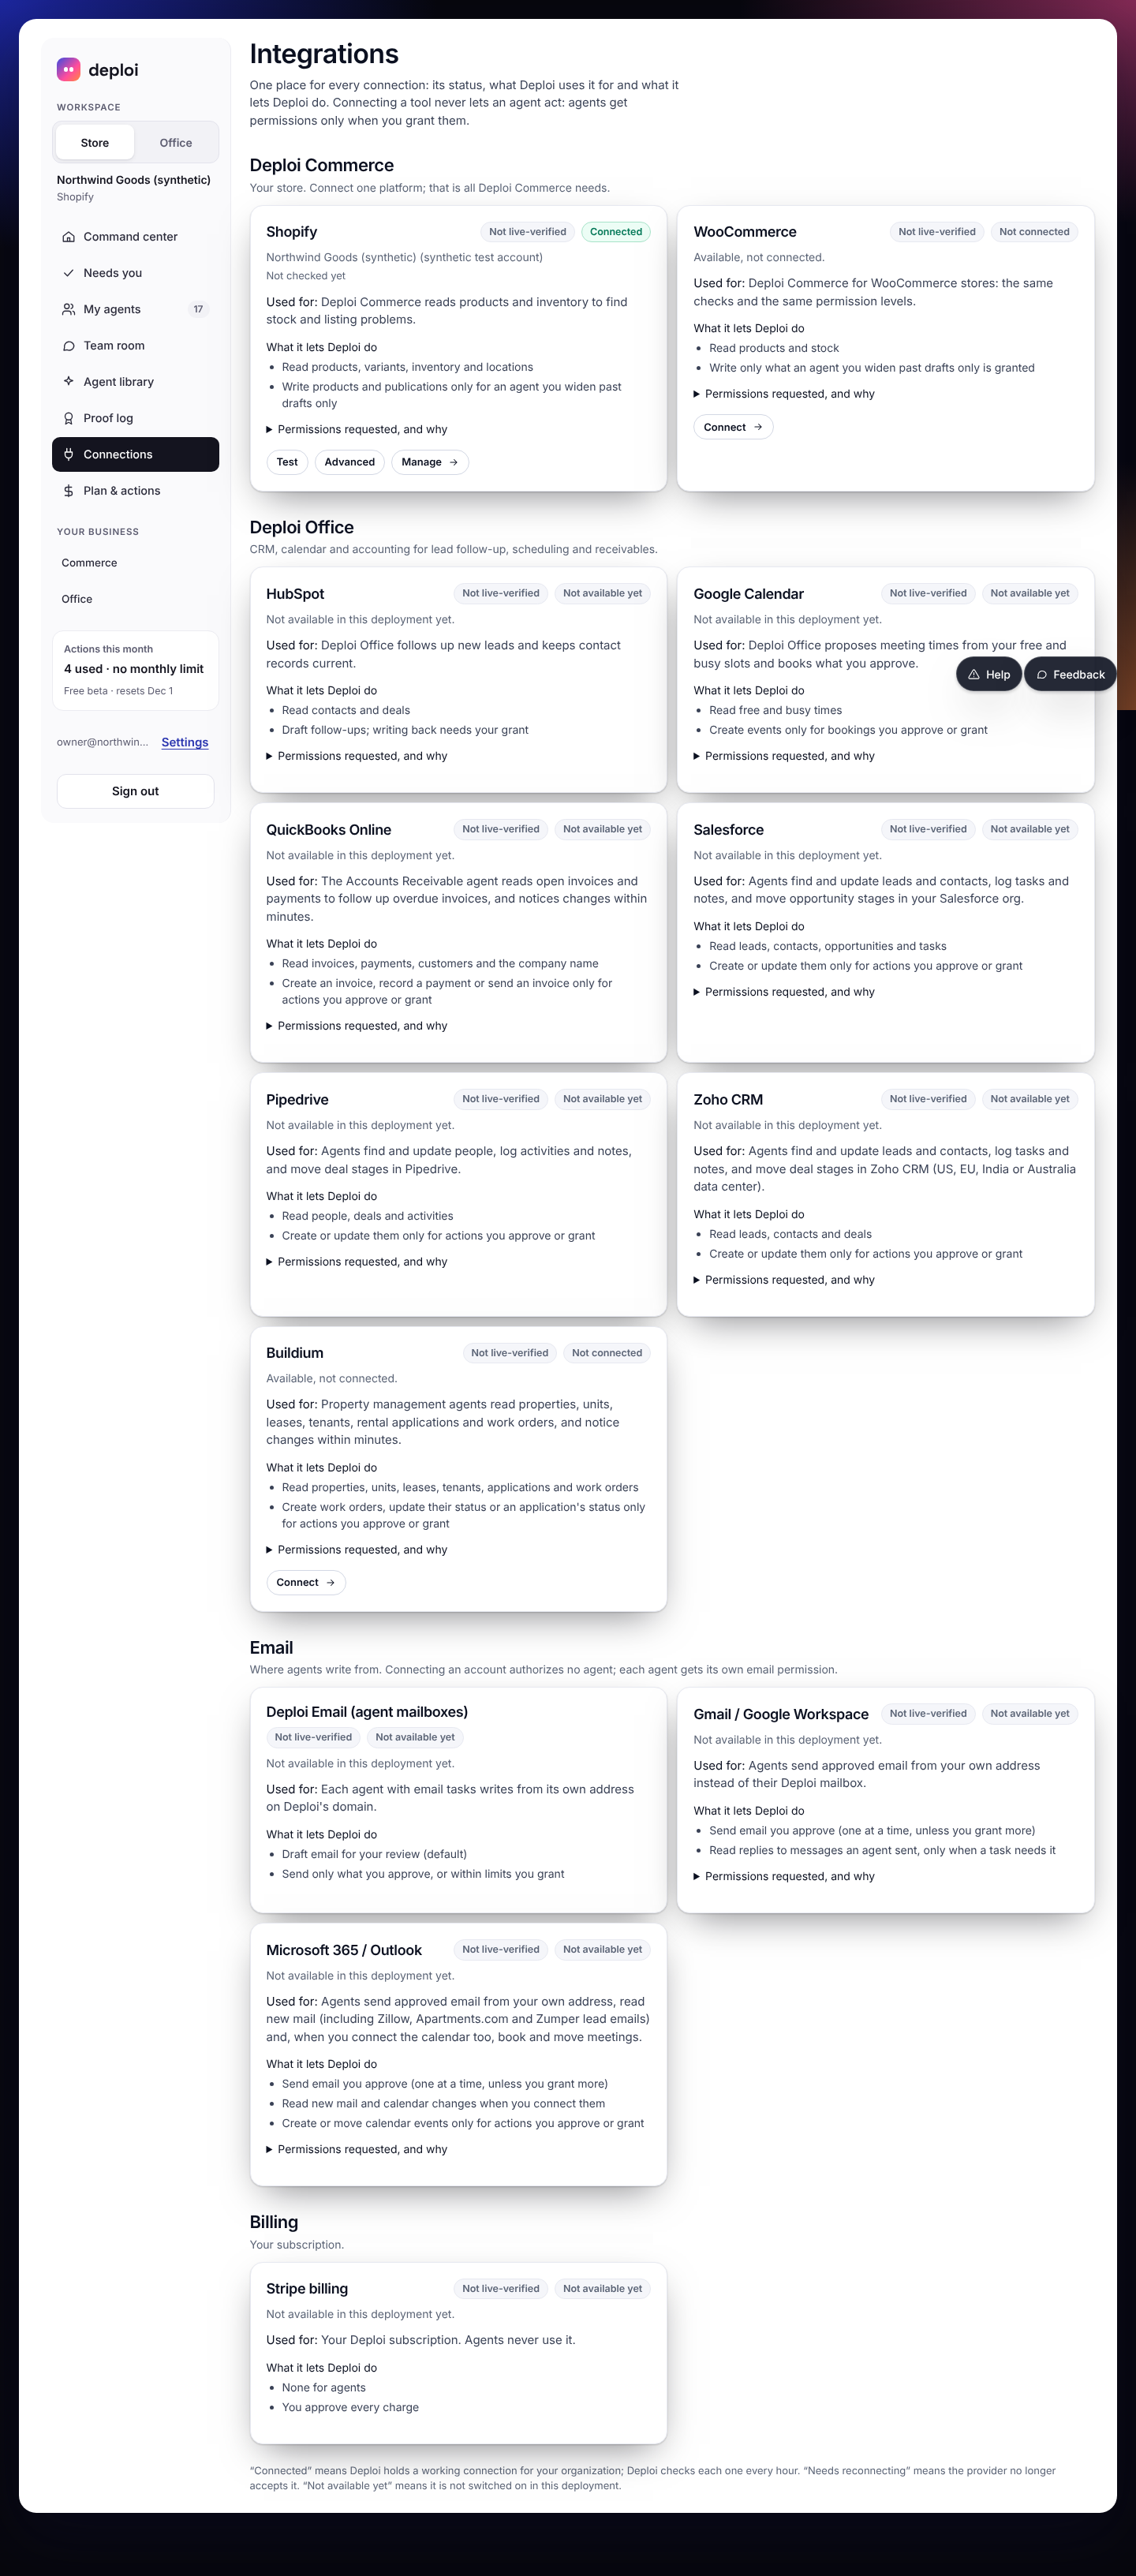 deploi
WORKSPACE
Store
Office
Northwind Goods (synthetic)
Shopify
Command center
Needs you
My agents
17
Team room
Agent library
Proof log
Connections
Plan & actions
YOUR BUSINESS
Commerce
Office
Actions this month
4 used · no monthly limit
Free beta · resets Dec 1
owner@northwin...
Settings
Sign out
Integrations
One place for every connection: its status, what Deploi uses it for and what it
lets Deploi do. Connecting a tool never lets an agent act: agents get
permissions only when you grant them.
Deploi Commerce
Your store. Connect one platform; that is all Deploi Commerce needs.
Shopify
Not live-verified
Connected
Northwind Goods (synthetic) (synthetic test account)
Not checked yet
Used for: Deploi Commerce reads products and inventory to find
stock and listing problems.
What it lets Deploi do
• Read products, variants, inventory and locations
• Write products and publications only for an agent you widen past
drafts only
Permissions requested, and why
Test
Advanced
Manage →
WooCommerce
Not live-verified
Not connected
Available, not connected.
Used for: Deploi Commerce for WooCommerce stores: the same
checks and the same permission levels.
What it lets Deploi do
• Read products and stock
• Write only what an agent you widen past drafts only is granted
Permissions requested, and why
Connect →
Deploi Office
CRM, calendar and accounting for lead follow-up, scheduling and receivables.
HubSpot
Not live-verified
Not available yet
Not available in this deployment yet.
Used for: Deploi Office follows up new leads and keeps contact
records current.
What it lets Deploi do
• Read contacts and deals
• Draft follow-ups; writing back needs your grant
Permissions requested, and why
Google Calendar
Not live-verified
Not available yet
Not available in this deployment yet.
Used for: Deploi Office proposes meeting times from your free and
busy slots and books what you approve.
What it lets Deploi do
• Read free and busy times
• Create events only for bookings you approve or grant
Permissions requested, and why
Help
Feedback
QuickBooks Online
Not live-verified
Not available yet
Not available in this deployment yet.
Used for: The Accounts Receivable agent reads open invoices and
payments to follow up overdue invoices, and notices changes within
minutes.
What it lets Deploi do
• Read invoices, payments, customers and the company name
• Create an invoice, record a payment or send an invoice only for
actions you approve or grant
Permissions requested, and why
Salesforce
Not live-verified
Not available yet
Not available in this deployment yet.
Used for: Agents find and update leads and contacts, log tasks and
notes, and move opportunity stages in your Salesforce org.
What it lets Deploi do
• Read leads, contacts, opportunities and tasks
• Create or update them only for actions you approve or grant
Permissions requested, and why
Pipedrive
Not live-verified
Not available yet
Not available in this deployment yet.
Used for: Agents find and update people, log activities and notes,
and move deal stages in Pipedrive.
What it lets Deploi do
• Read people, deals and activities
• Create or update them only for actions you approve or grant
Permissions requested, and why
Zoho CRM
Not live-verified
Not available yet
Not available in this deployment yet.
Used for: Agents find and update leads and contacts, log tasks and
notes, and move deal stages in Zoho CRM (US, EU, India or Australia
data center).
What it lets Deploi do
• Read leads, contacts and deals
• Create or update them only for actions you approve or grant
Permissions requested, and why
Buildium
Not live-verified
Not connected
Available, not connected.
Used for: Property management agents read properties, units,
leases, tenants, rental applications and work orders, and notice
changes within minutes.
What it lets Deploi do
• Read properties, units, leases, tenants, applications and work orders
• Create work orders, update their status or an application's status only
for actions you approve or grant
Permissions requested, and why
Connect →
Email
Where agents write from. Connecting an account authorizes no agent; each agent gets its own email permission.
Deploi Email (agent mailboxes)
Not live-verified
Not available yet
Not available in this deployment yet.
Used for: Each agent with email tasks writes from its own address
on Deploi's domain.
What it lets Deploi do
• Draft email for your review (default)
• Send only what you approve, or within limits you grant
Gmail / Google Workspace
Not live-verified
Not available yet
Not available in this deployment yet.
Used for: Agents send approved email from your own address
instead of their Deploi mailbox.
What it lets Deploi do
• Send email you approve (one at a time, unless you grant more)
• Read replies to messages an agent sent, only when a task needs it
Permissions requested, and why
Microsoft 365 / Outlook
Not live-verified
Not available yet
Not available in this deployment yet.
Used for: Agents send approved email from your own address, read
new mail (including Zillow, Apartments.com and Zumper lead emails)
and, when you connect the calendar too, book and move meetings.
What it lets Deploi do
• Send email you approve (one at a time, unless you grant more)
• Read new mail and calendar changes when you connect them
• Create or move calendar events only for actions you approve or grant
Permissions requested, and why
Billing
Your subscription.
Stripe billing
Not live-verified
Not available yet
Not available in this deployment yet.
Used for: Your Deploi subscription. Agents never use it.
What it lets Deploi do
• None for agents
• You approve every charge
“Connected” means Deploi holds a working connection for your organization; Deploi checks each one every hour. “Needs reconnecting” means the provider no longer
accepts it. “Not available yet” means it is not switched on in this deployment.